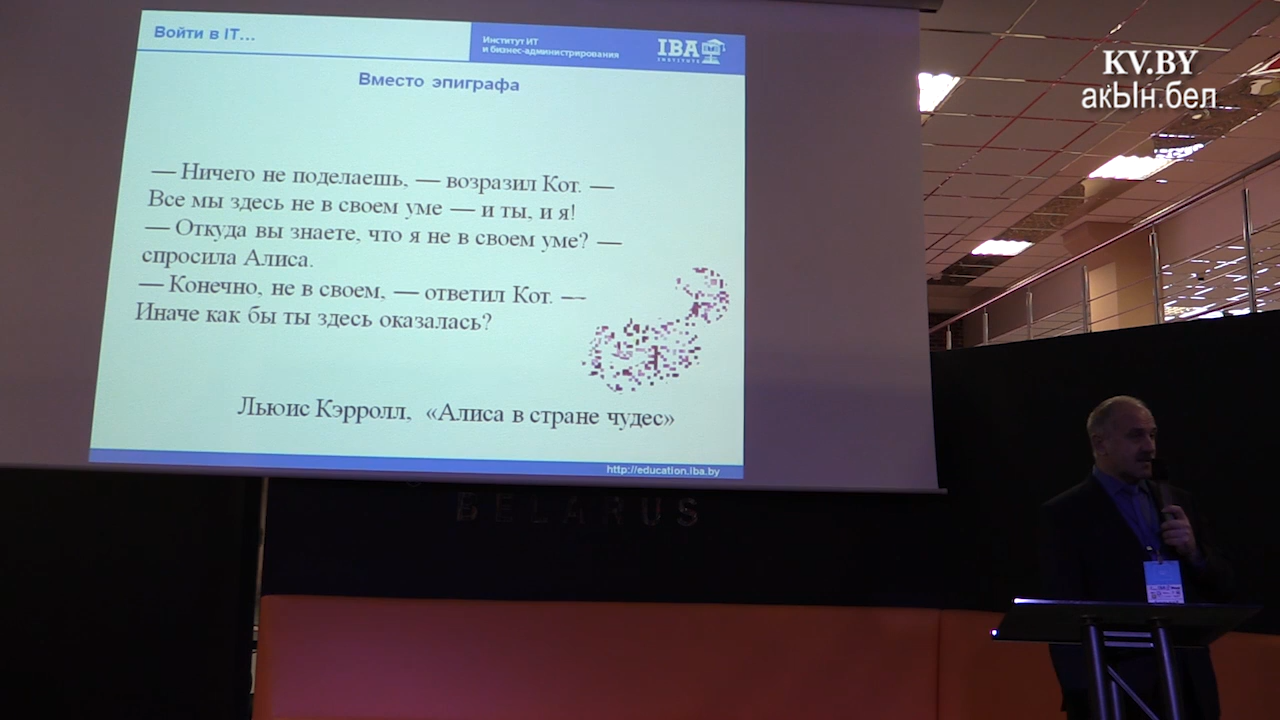 Войти в IT...
Институт ИТ
и бизнес-администрирования
IBA
INSTITUTE
KV.BY
акЫн.бел
Вместо эпиграфа
— Ничего не поделаешь, — возразил Кот. —
Все мы здесь не в своем уме — и ты, и я!
— Откуда вы знаете, что я не в своем уме? —
спросила Алиса.
— Конечно, не в своем, — ответил Кот. —
Иначе как бы ты здесь оказалась?
Льюис Кэрролл, «Алиса в стране чудес»
http://education.iba.by
BELARUS